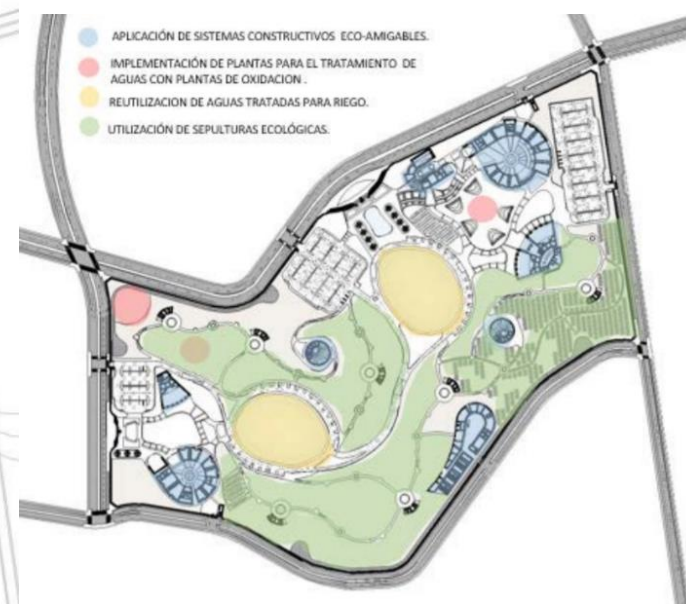 APLICACIÓN DE SISTEMAS CONSTRUCTIVOS ECO-AMIGABLES.
IMPLEMENTACIÓN DE PLANTAS PARA EL TRATAMIENTO DE
AGUAS CON PLANTAS DE OXIDACION .
REUTILIZACION DE AGUAS TRATADAS PARA RIEGO.
UTILIZACIÓN DE SEPULTURAS ECOLÓGICAS.